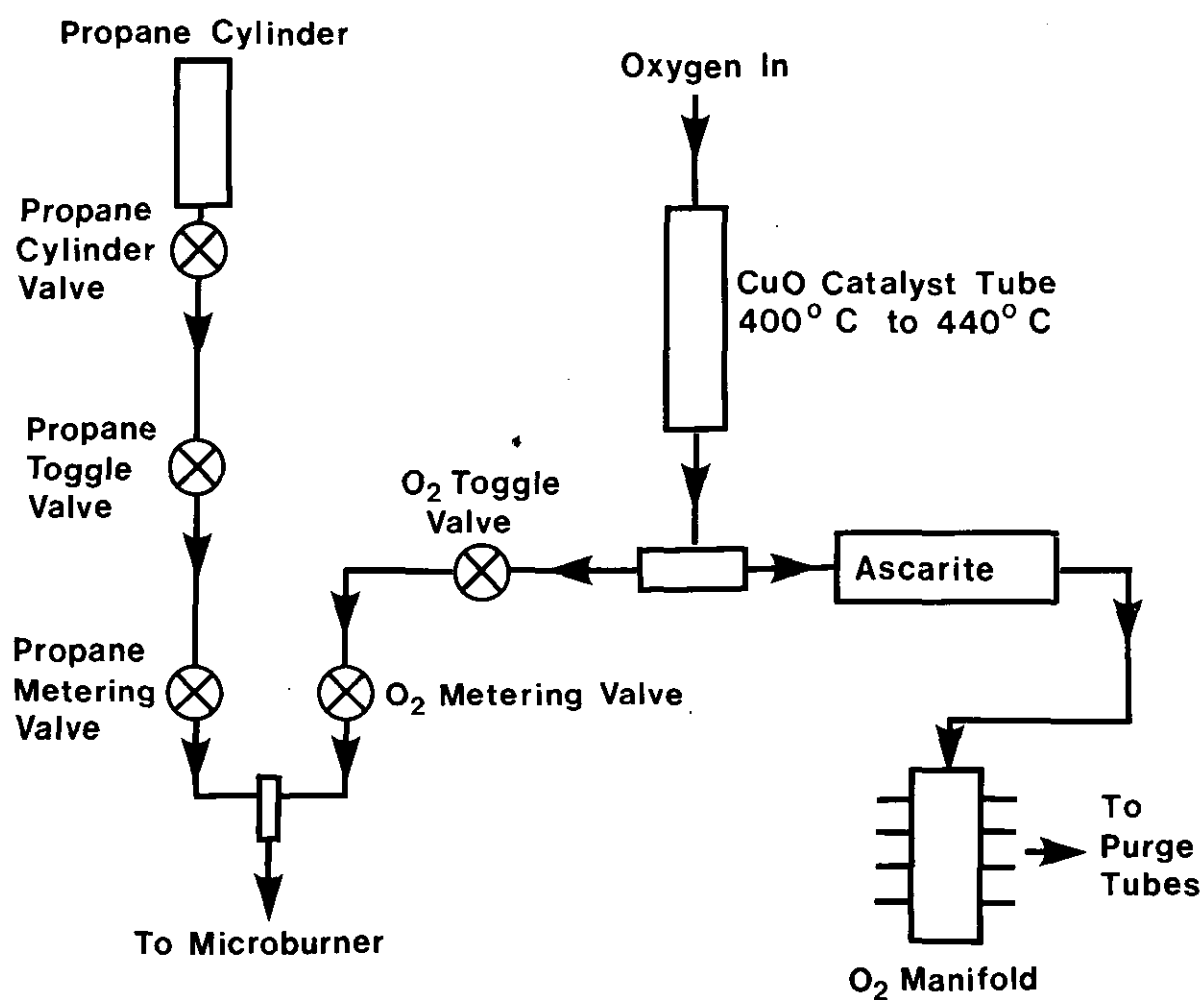 Propane Cylinder
Oxygen In
Propane
Cylinder
Valve
CuO Catalyst Tube
400° C to 440° C
Propane
Toggle
Valve
O₂ Toggle
Valve
Ascarite
Propane
Metering
Valve
O₂ Metering Valve
To
Purge
Tubes
To Microburner
O₂ Manifold